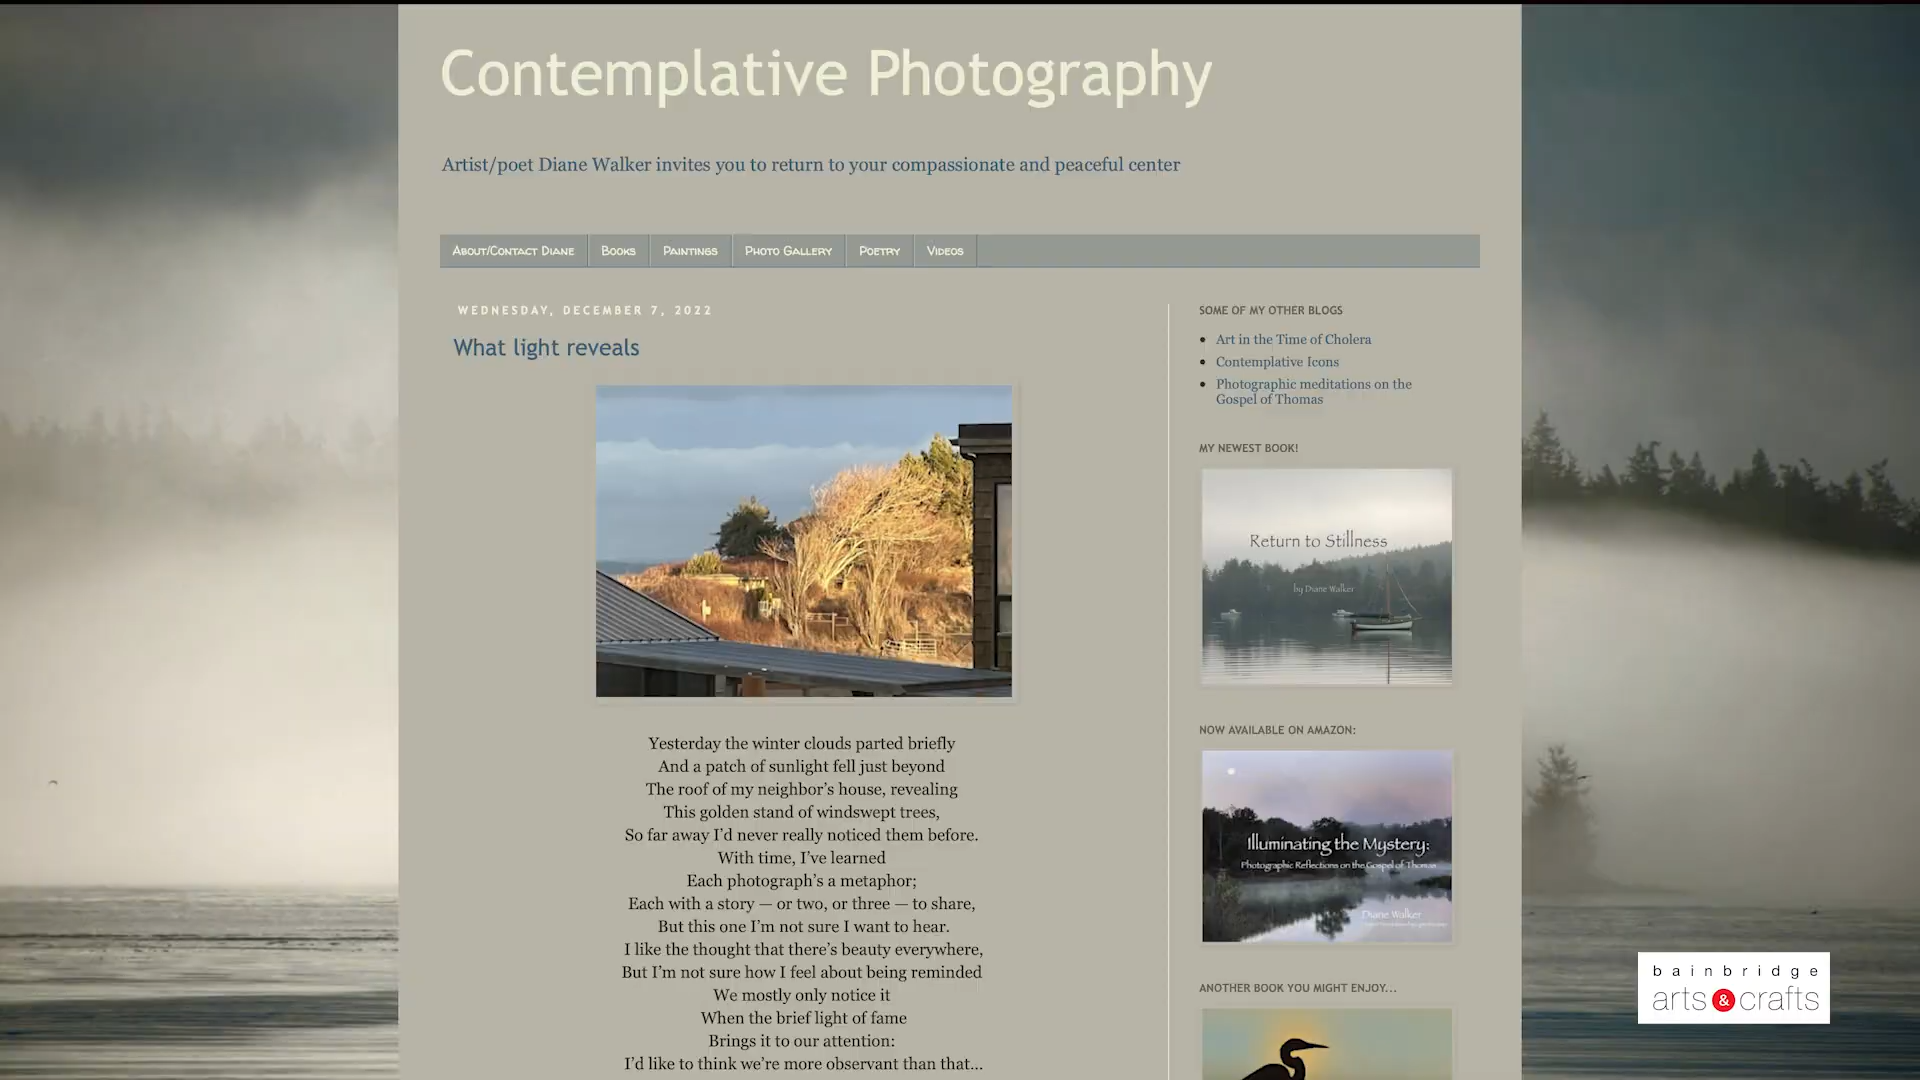 Contemplative Photography
Artist/poet Diane Walker invites you to return to your compassionate and peaceful center
About/Contact Diane
Books
Paintings
Photo Gallery
Poetry
Videos
WEDNESDAY, DECEMBER 7, 2022
What light reveals
Yesterday the winter clouds parted briefly
And a patch of sunlight fell just beyond
The roof of my neighbor's house, revealing
This golden stand of windswept trees,
So far away I'd never really noticed them before.
With time, I've learned
Each photograph's a metaphor;
Each with a story — or two, or three — to share,
But this one I'm not sure I want to hear.
I like the thought that there's beauty everywhere,
But I'm not sure how I feel about being reminded
We mostly only notice it
When the brief light of fame
Brings it to our attention:
I'd like to think we're more observant than that...
SOME OF MY OTHER BLOGS
Art in the Time of Cholera
Contemplative Icons
Photographic meditations on the
Gospel of Thomas
MY NEWEST BOOK!
Return to Stillness
by Diane Walker
NOW AVAILABLE ON AMAZON:
Illuminating the Mystery:
Photographic Reflections on the Gospel of Thomas
Diane Walker
ANOTHER BOOK YOU MIGHT ENJOY...
bainbridge
arts & crafts